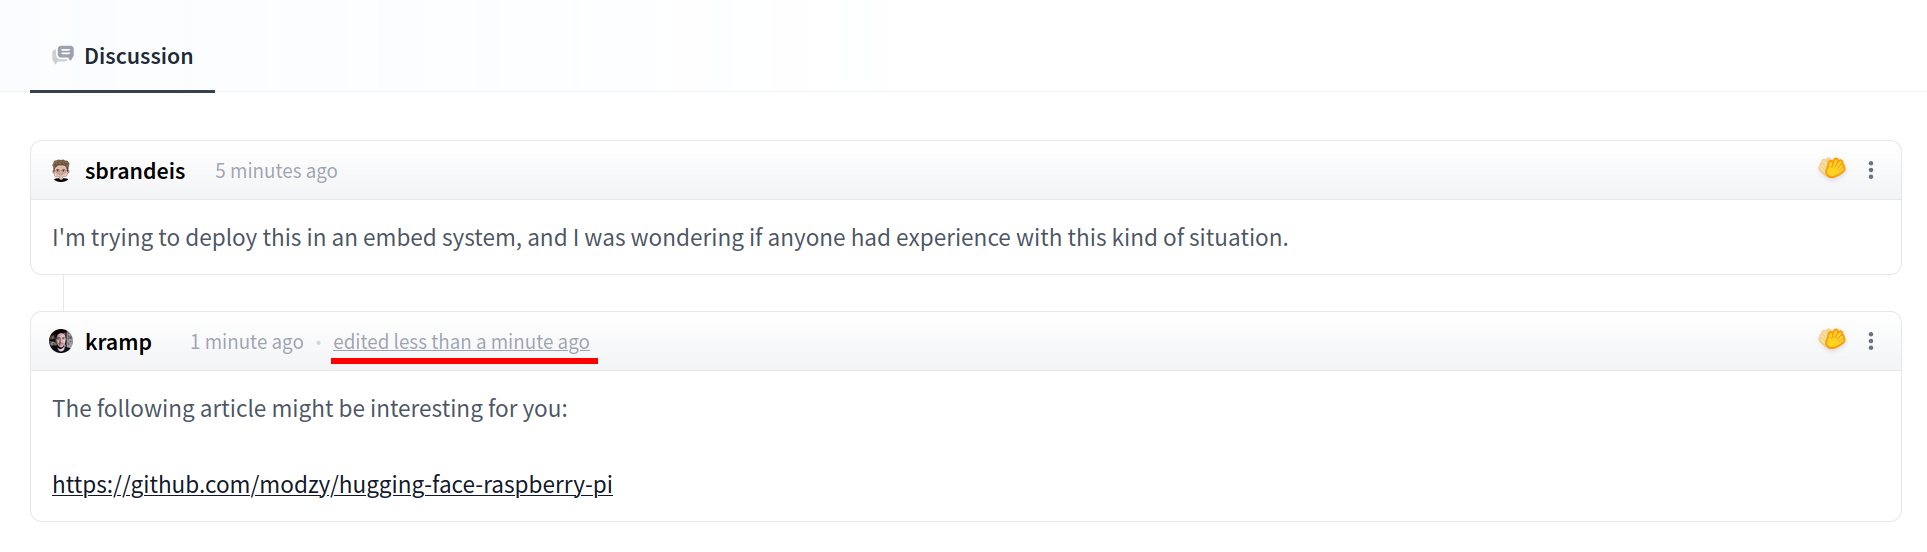 Discussion
sbrandeis 5 minutes ago
I'm trying to deploy this in an embed system, and I was wondering if anyone had experience with this kind of situation.
kramp 1 minute ago • edited less than a minute ago
The following article might be interesting for you:
https://github.com/modzy/hugging-face-raspberry-pi